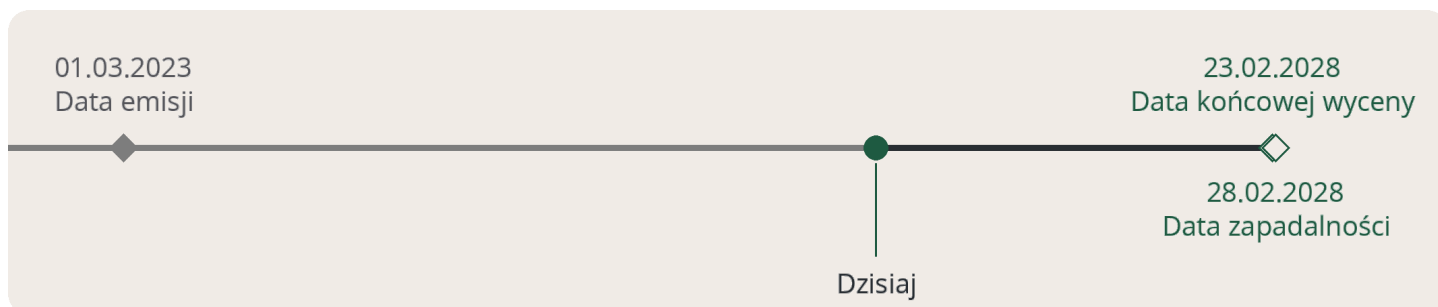 01.03.2023
Data emisji
23.02.2028
Data końcowej wyceny
28.02.2028
Data zapadalności
Dzisiaj